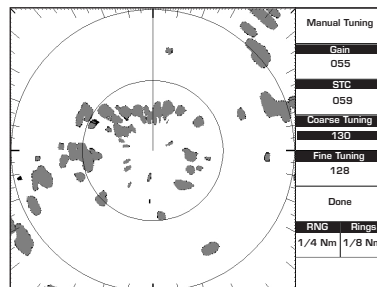 Manual Tuning
Gain
055
STC
059
Coarse Tuning
130
Fine Tuning
128
Done
RNG Rings
1/4 Nm 1/8 Nm